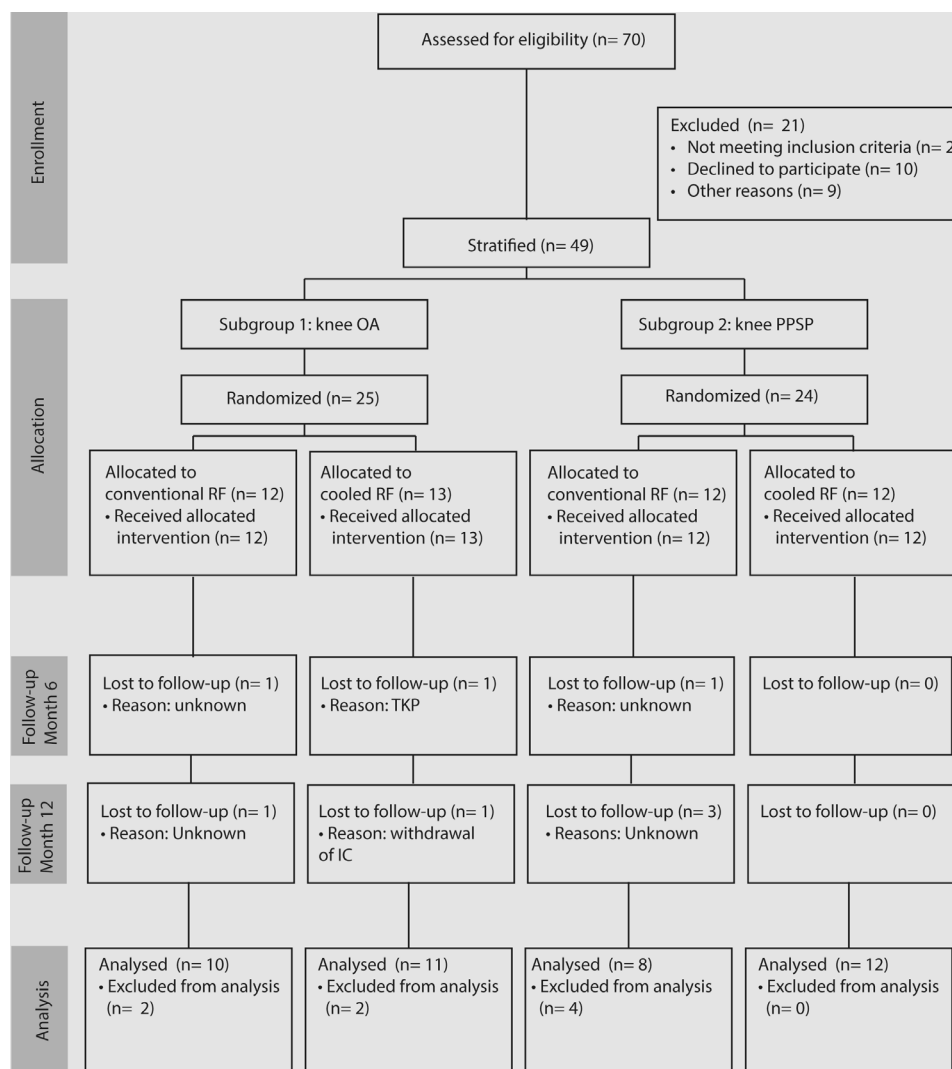 Enrollment
Assessed for eligibility (n= 70)
Excluded (n= 21)
• Not meeting inclusion criteria (n= 2
• Declined to participate (n= 10)
• Other reasons (n= 9)
Stratified (n= 49)
Allocation
Subgroup 1: knee OA
Subgroup 2: knee PPSP
Randomized (n= 25)
Randomized (n= 24)
Allocated to
conventional RF (n= 12)
• Received allocated
intervention (n= 12)
Allocated to
cooled RF (n= 13)
• Received allocated
intervention (n= 13)
Allocated to
conventional RF (n= 12)
• Received allocated
intervention (n= 12)
Allocated to
cooled RF (n= 12)
• Received allocated
intervention (n= 12)
Follow-up
Month 6
Lost to follow-up (n= 1)
• Reason: unknown
Lost to follow-up (n= 1)
• Reason: TKP
Lost to follow-up (n= 1)
• Reason: unknown
Lost to follow-up (n= 0)
Follow-up
Month 12
Lost to follow-up (n= 1)
• Reason: Unknown
Lost to follow-up (n= 1)
• Reason: withdrawal
of IC
Lost to follow-up (n= 3)
• Reasons: Unknown
Lost to follow-up (n= 0)
Analysis
Analysed (n= 10)
• Excluded from analysis
(n= 2)
Analysed (n= 11)
• Excluded from analysis
(n= 2)
Analysed (n= 8)
• Excluded from analysis
(n= 4)
Analysed (n= 12)
• Excluded from analysis
(n= 0)